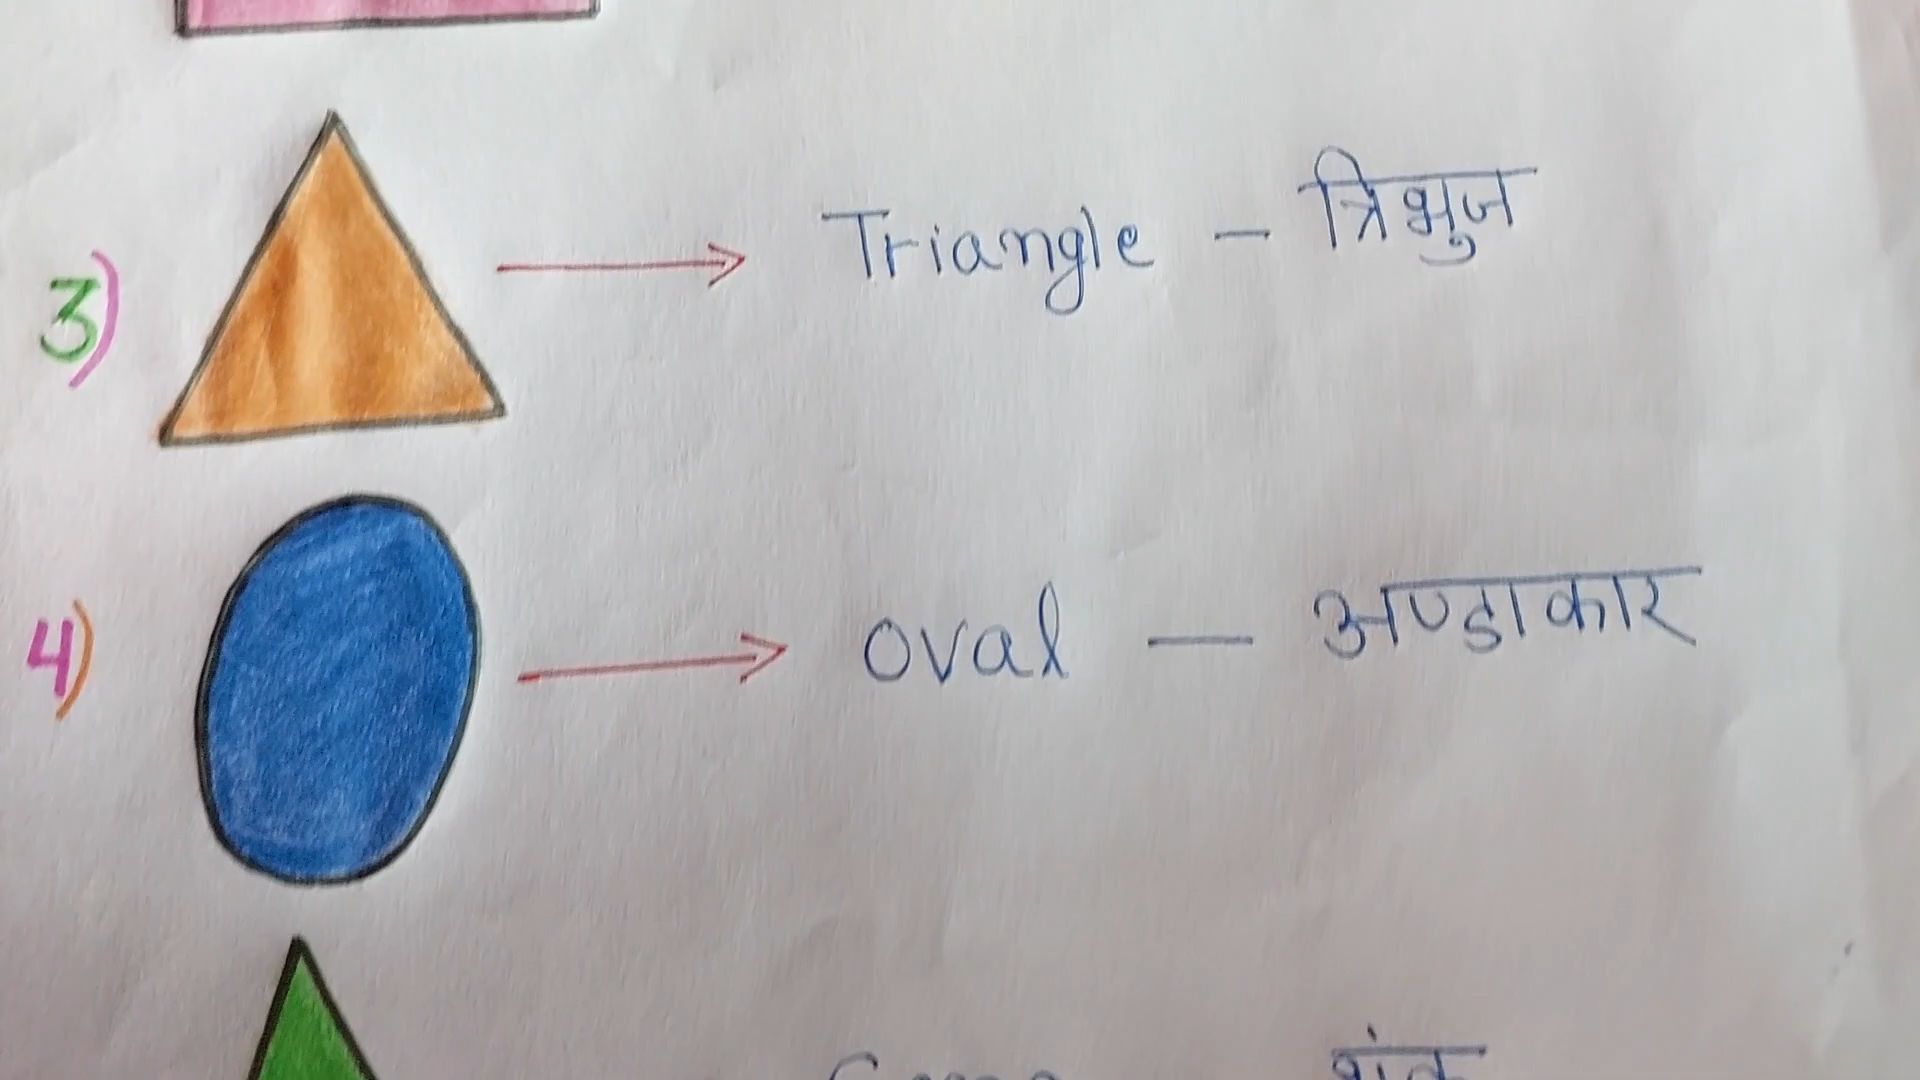 3) Triangle - त्रिभुज
4) oval - अण्डाकार